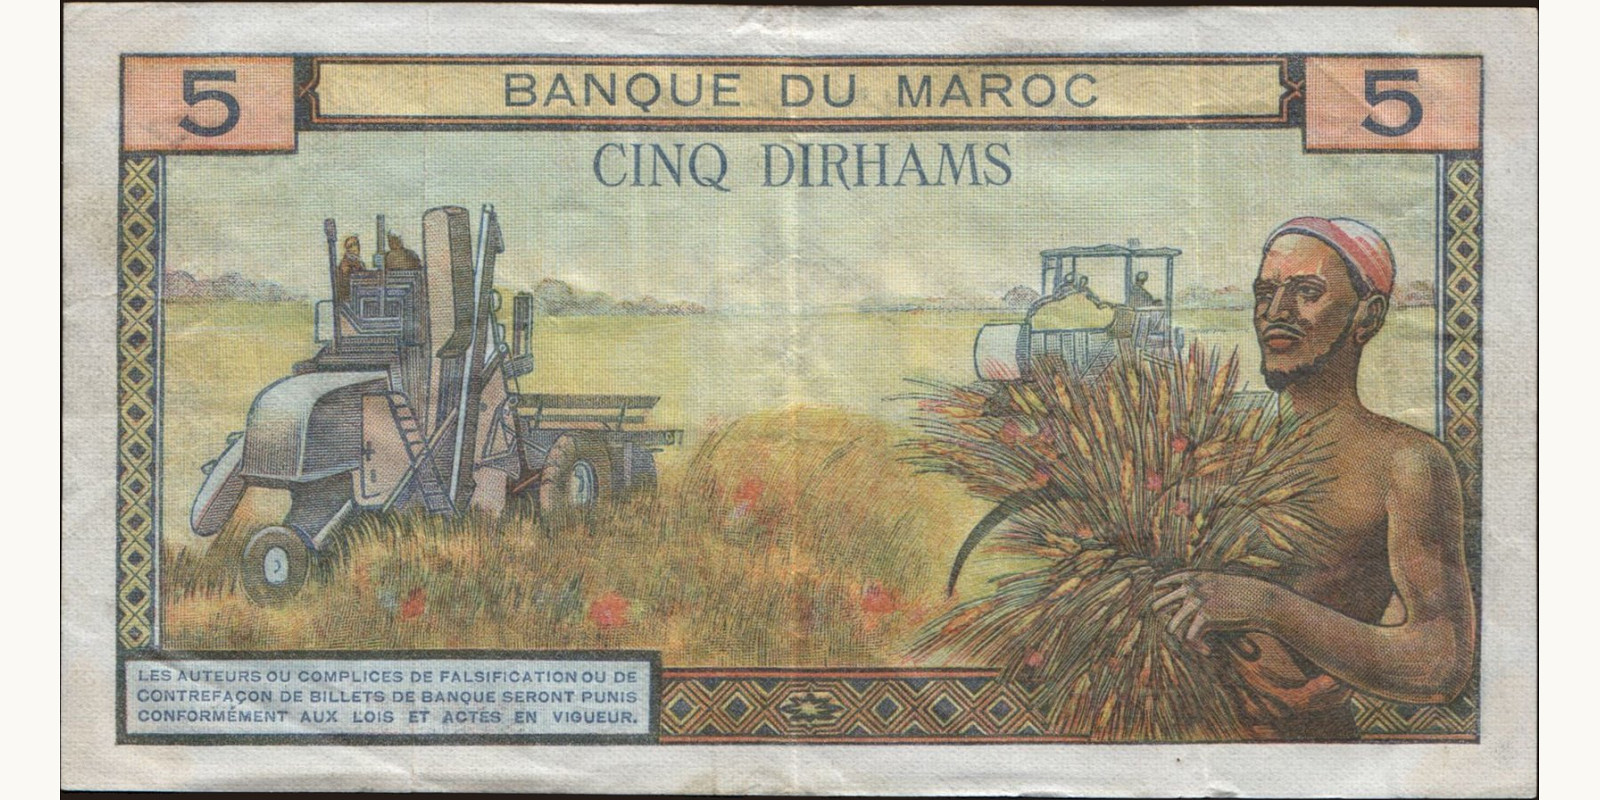 5 BANQUE DU MAROC 5
CINQ DIRHAMS
LES AUTEURS OU COMPLICES DE FALSIFICATION OU DE
CONTREFAÇON DE BILLETS DE BANQUE SERONT PUNIS
CONFORMÉMENT AUX LOIS ET ACTES EN VIGUEUR.